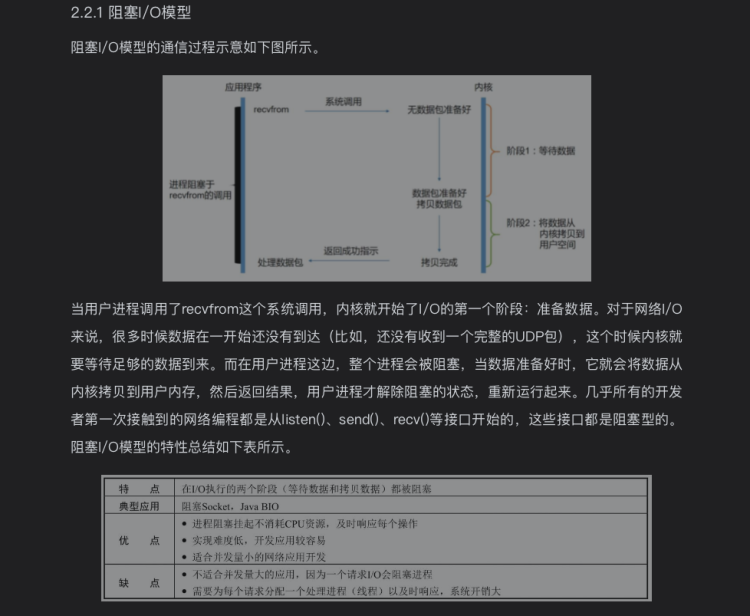 2.2.1 阻塞I/O模型
阻塞I/O模型的通信过程示意如下图所示。
应用程序
内核
recvfrom
系统调用
无数据包准备好
阶段1：等待数据
进程阻塞于
recvfrom的调用
数据包准备好
拷贝数据包
阶段2：将数据从
内核拷贝到
用户空间
处理数据包
返回成功指示
拷贝完成
当用户进程调用了recvfrom这个系统调用，内核就开始了I/O的第一个阶段：准备数据。对于网络I/O
来说，很多时候数据在一开始还没有到达（比如，还没有收到一个完整的UDP包），这个时候内核就
要等待足够的数据到来。而在用户进程这边，整个进程会被阻塞，当数据准备好时，它就会将数据从
内核拷贝到用户内存，然后返回结果，用户进程才解除阻塞的状态，重新运行起来。几乎所有的开发
者第一次接触到的网络编程都是从listen()、send()、recv()等接口开始的，这些接口都是阻塞型的。
阻塞I/O模型的特性总结如下表所示。
特 点 在I/O执行的两个阶段（等待数据和拷贝数据）都被阻塞
典型应用 阻塞Socket，Java BIO
优 点
• 进程阻塞挂起不消耗CPU资源，及时响应每个操作
• 实现难度低，开发应用较容易
• 适合并发量小的网络应用开发
缺 点
• 不适合并发量大的应用，因为一个请求I/O会阻塞进程
• 需要为每个请求分配一个处理进程（线程）以及时响应，系统开销大